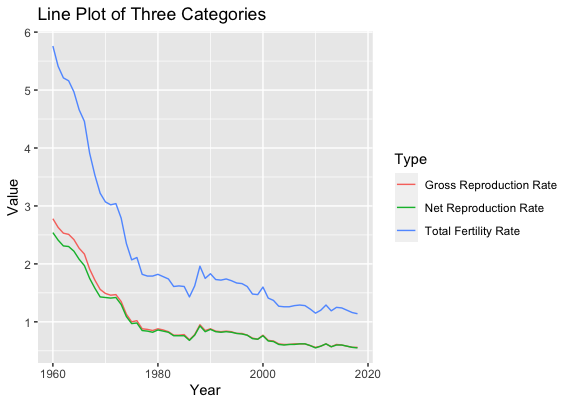 Line Plot of Three Categories
6
5
4
3
2
1
Value
1960
1980
2000
2020
Year
Type
Gross Reproduction Rate
Net Reproduction Rate
Total Fertility Rate